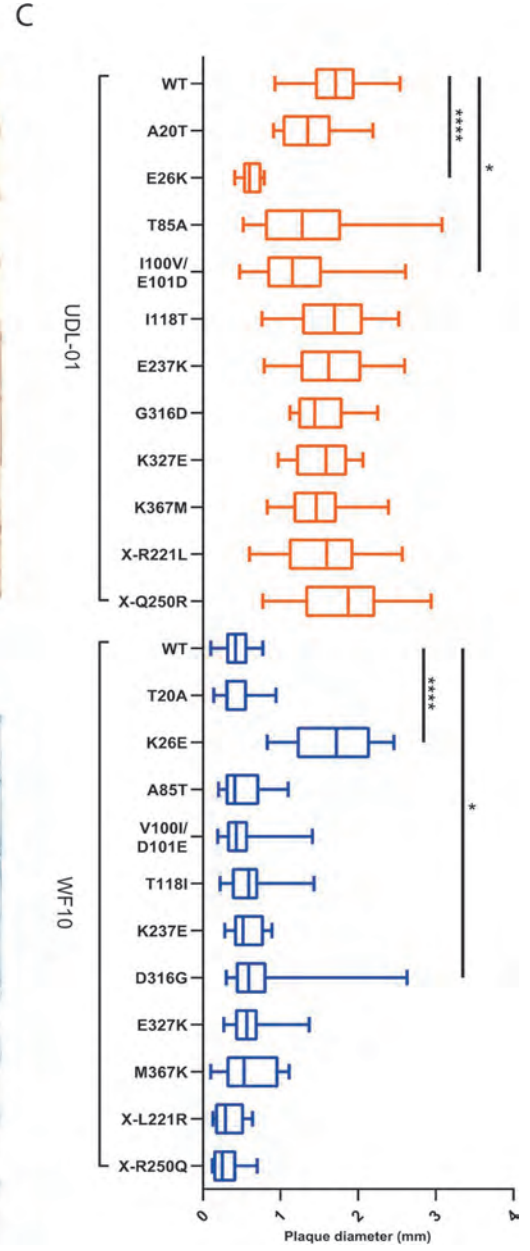 C
WT
A20T
E26K
T85A
I100V/
E101D
I118T
E237K
G316D
K327E
K367M
X-R221L
X-Q250R
UDL-01
****
*
WT
T20A
K26E
A85T
V100I/
D101E
T118I
K237E
D316G
E327K
M367K
X-L221R
X-R250Q
WF10
****
*
0 1 2 3 4
Plaque diameter (mm)